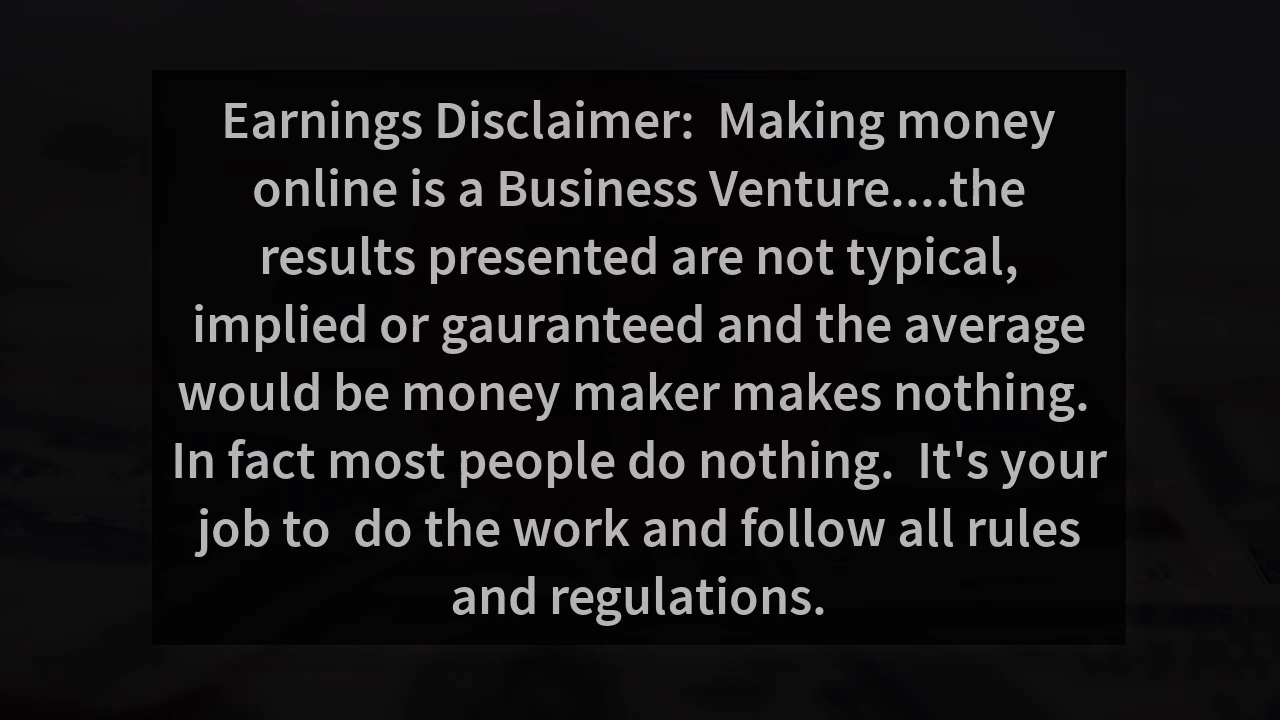 Earnings Disclaimer:  Making money
online is a Business Venture....the
results presented are not typical,
implied or gauranteed and the average
would be money maker makes nothing.
In fact most people do nothing.  It's your
job to  do the work and follow all rules
and regulations.